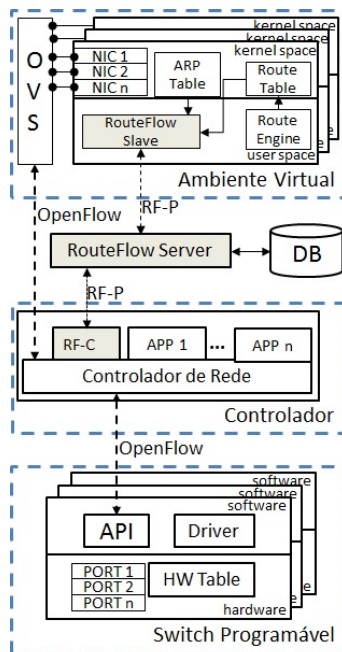 kernel space
kernel space
kernel space
OVS
NIC 1
NIC 2
NIC n
ARP
Table
Route
Table
RouteFlow
Slave
Route
Engine
user space
Ambiente Virtual
OpenFlow
RF-P
RouteFlow Server
DB
RF-P
RF-C
APP 1
...
APP n
Controlador de Rede
Controlador
OpenFlow
software
software
software
API
Driver
PORT 1
PORT 2
PORT n
HW Table
hardware
Switch Programável